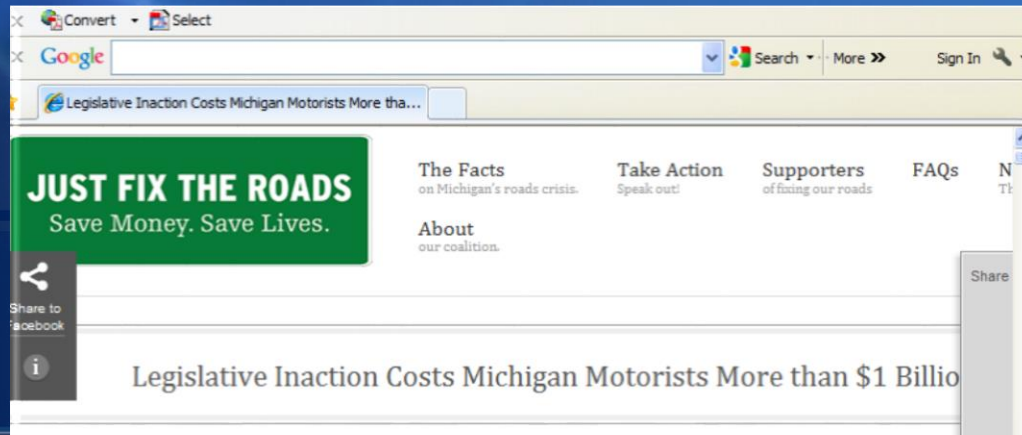 Convert Select
Google Search More >> Sign In
Legislative Inaction Costs Michigan Motorists More tha...
JUST FIX THE ROADS
Save Money. Save Lives.
The Facts
on Michigan's roads crisis.
Take Action
Speak out!
Supporters
of fixing our roads
FAQs
About
our coalition.
Share to
Facebook
i
Share
Legislative Inaction Costs Michigan Motorists More than $1 Billio